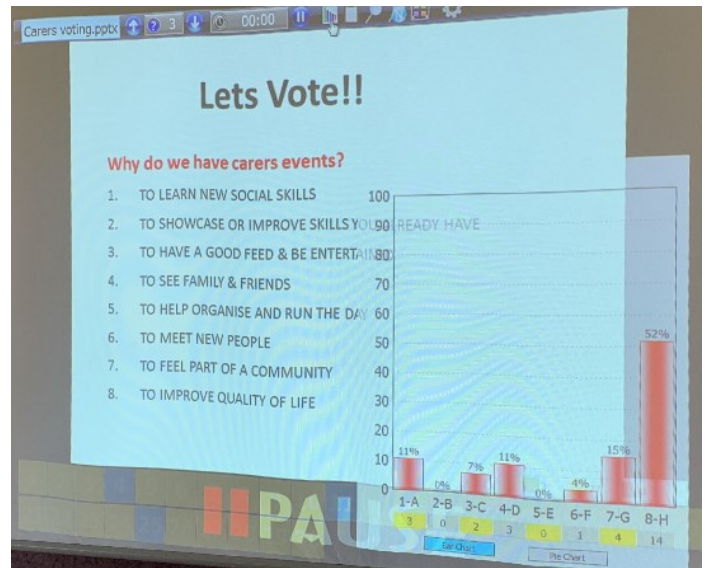 Carers voting.pptx ? 3 00:00
Lets Vote!!
Why do we have carers events?
1. TO LEARN NEW SOCIAL SKILLS
2. TO SHOWCASE OR IMPROVE SKILLS YOU ALREADY HAVE
3. TO HAVE A GOOD FEED & BE ENTERTAINED
4. TO SEE FAMILY & FRIENDS
5. TO HELP ORGANISE AND RUN THE DAY
6. TO MEET NEW PEOPLE
7. TO FEEL PART OF A COMMUNITY
8. TO IMPROVE QUALITY OF LIFE
100
90
80
70
60
50
40
30
20
10
0
11% 0% 7% 11% 0% 4% 15% 52%
1-A 2-B 3-C 4-D 5-E 6-F 7-G 8-H
3 0 2 3 0 1 4 14
Bar Chart Pie Chart